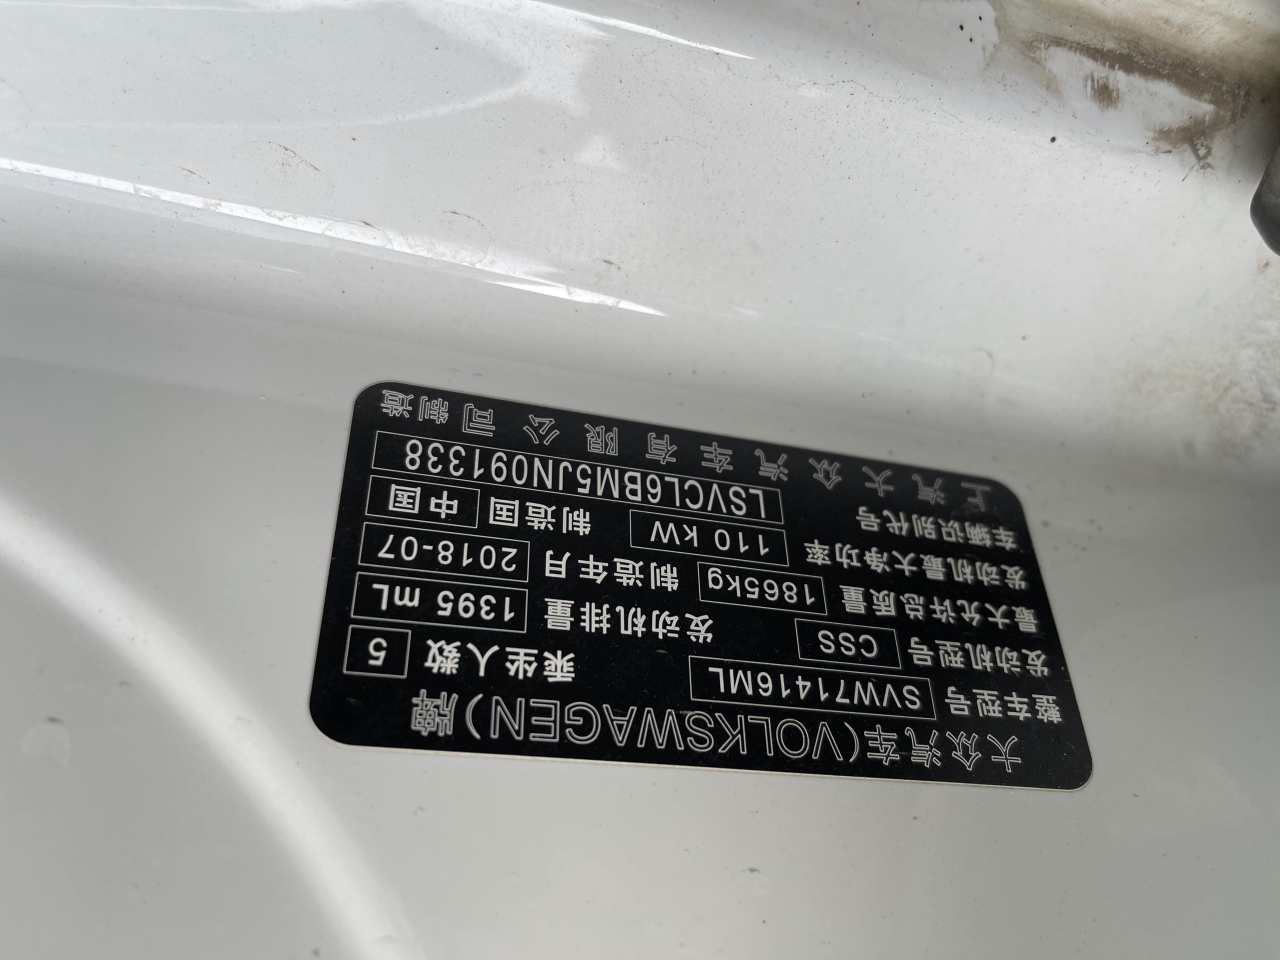 大众汽车(VOLKSWAGEN)牌
整车型号 SVW71416ML 乘坐人数 5
发动机型号 CSS 发动机排量 1395 mL
最大允许总质量 1865kg 制造年月 2018-07
发动机最大净功率 110 kW 制造国 中国
车辆识别代号 LSVCL6BM5JN091338
上汽大众汽车有限公司制造